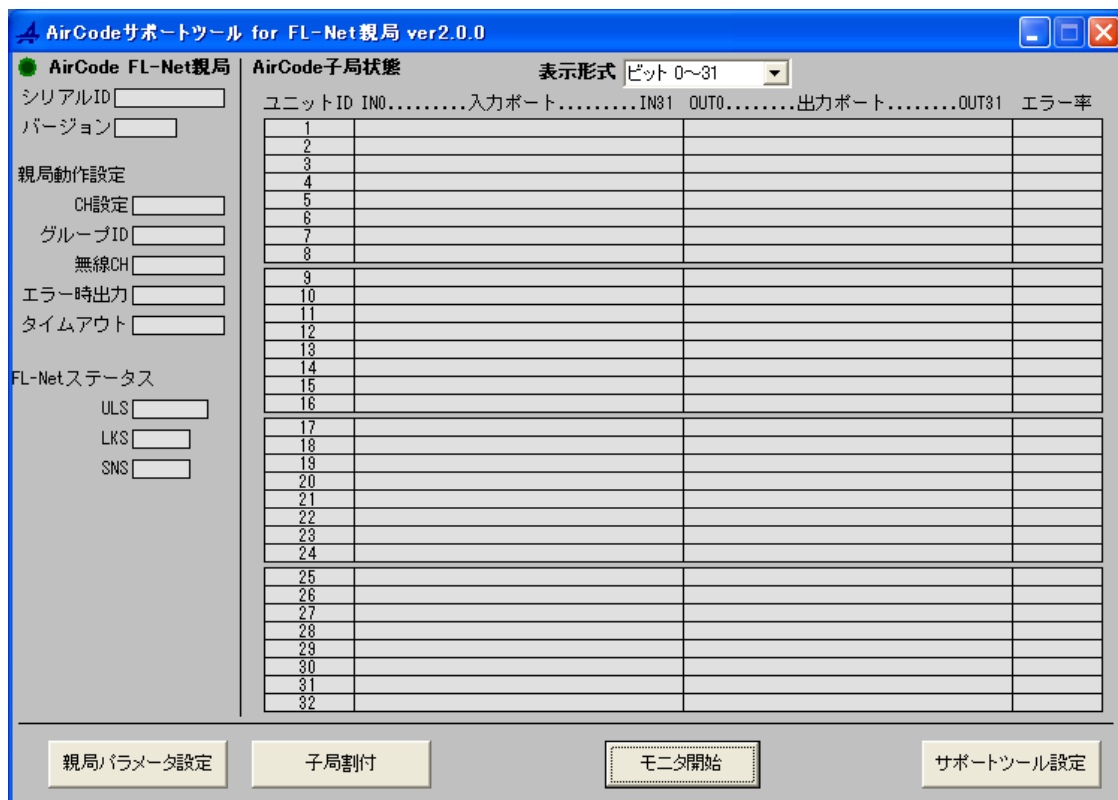 AirCodeサポートツール for FL-Net親局 ver2.0.0
AirCode FL-Net親局
シリアルID
バージョン
親局動作設定
CH設定
グループID
無線CH
エラー時出力
タイムアウト
FL-Netステータス
ULS
LKS
SNS
AirCode子局状態
表示形式 ビット 0～31
ユニットID IN0.........入力ポート.........IN31 OUT0........出力ポート........OUT31 エラー率
1
2
3
4
5
6
7
8
9
10
11
12
13
14
15
16
17
18
19
20
21
22
23
24
25
26
27
28
29
30
31
32
親局パラメータ設定 子局割付 モニタ開始 サポートツール設定